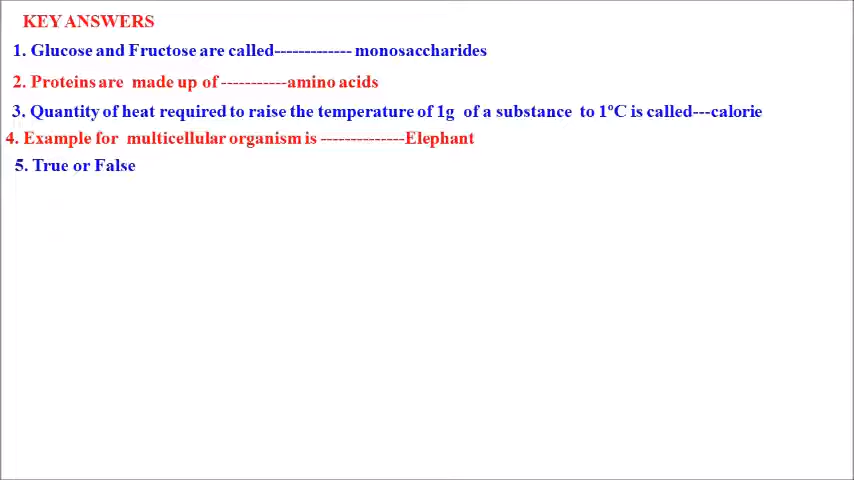 KEY ANSWERS
1. Glucose and Fructose are called------------- monosaccharides
2. Proteins are made up of -----------amino acids
3. Quantity of heat required to raise the temperature of 1g of a substance to 1°C is called---calorie
4. Example for multicellular organism is --------------Elephant
5. True or False